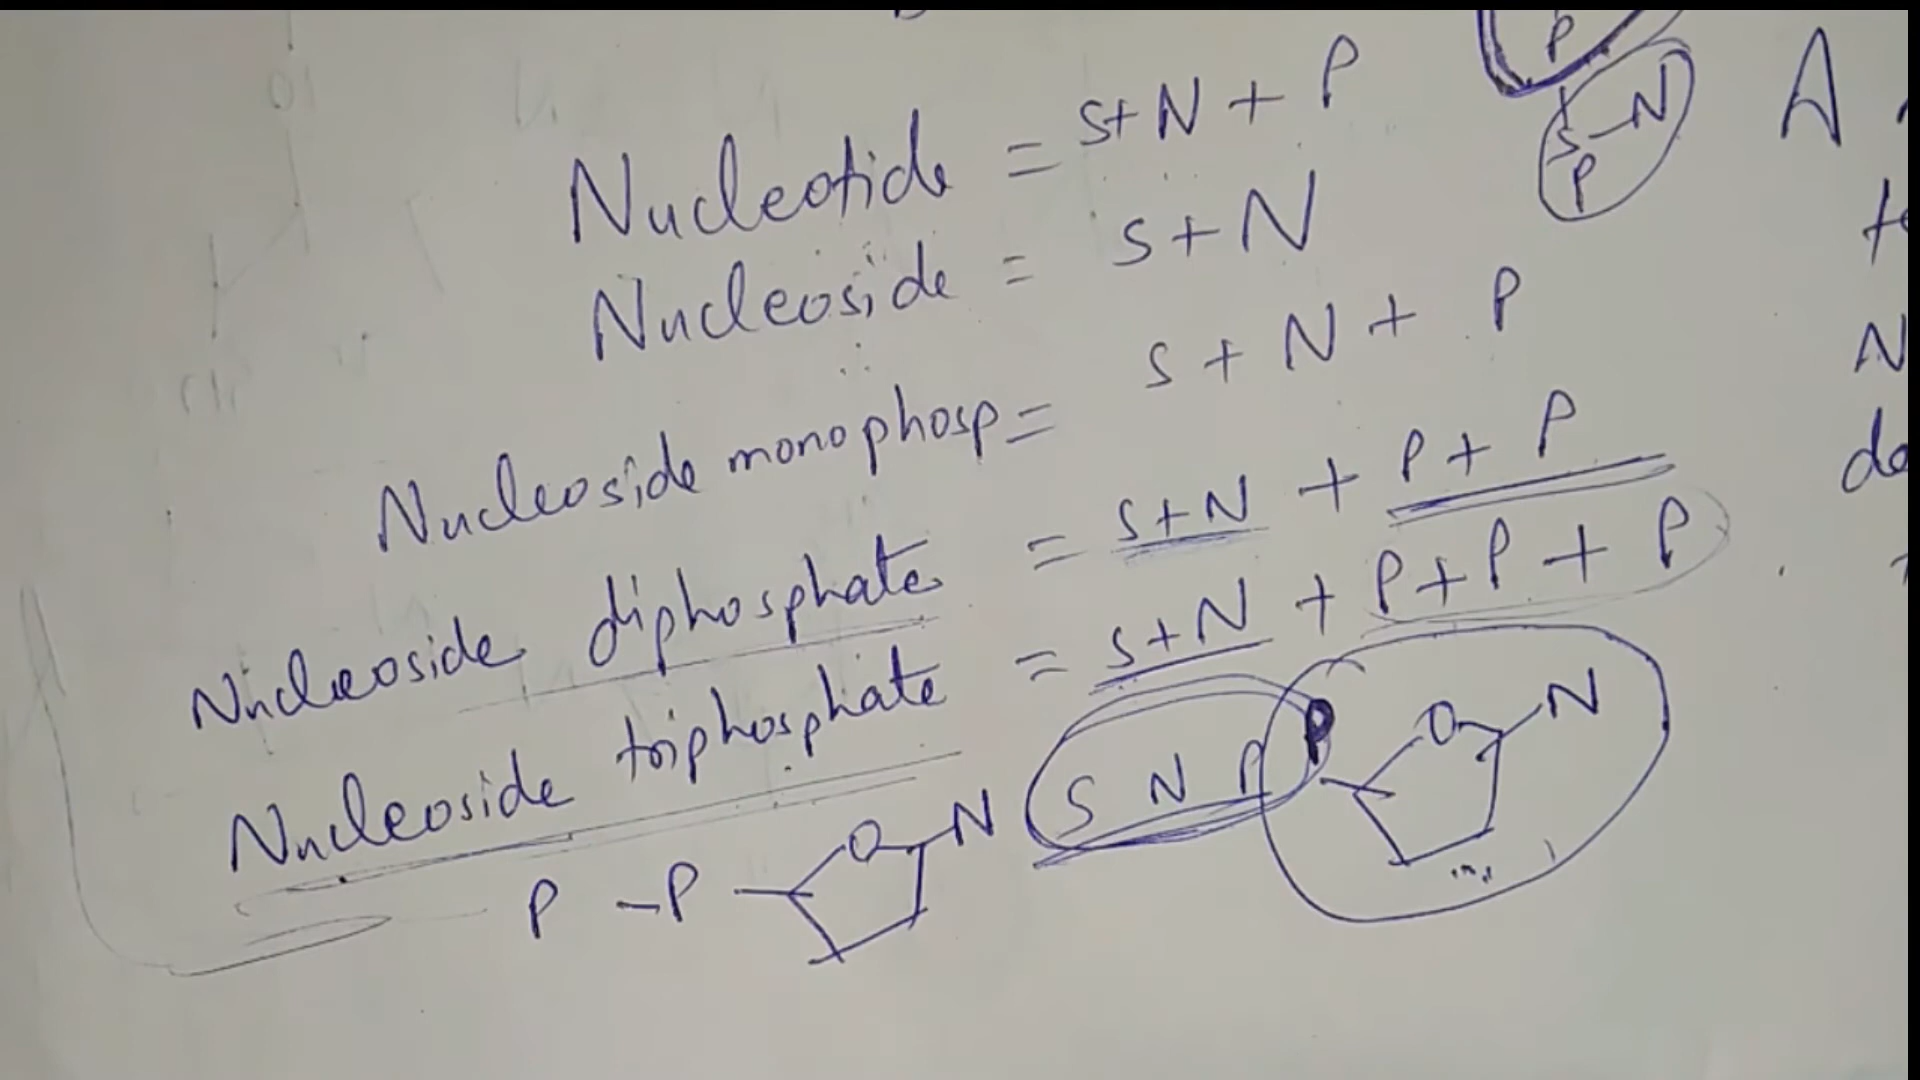 Nucleotide = S+N + P
Nucleoside = S+N
Nucleoside monophosp = S + N + P
Nucleoside diphosphate = S+N + P+P
Nucleoside triphosphate = S+N + P+P+P
S N P P
P -P O N
O N
P
S-N
P
A
N